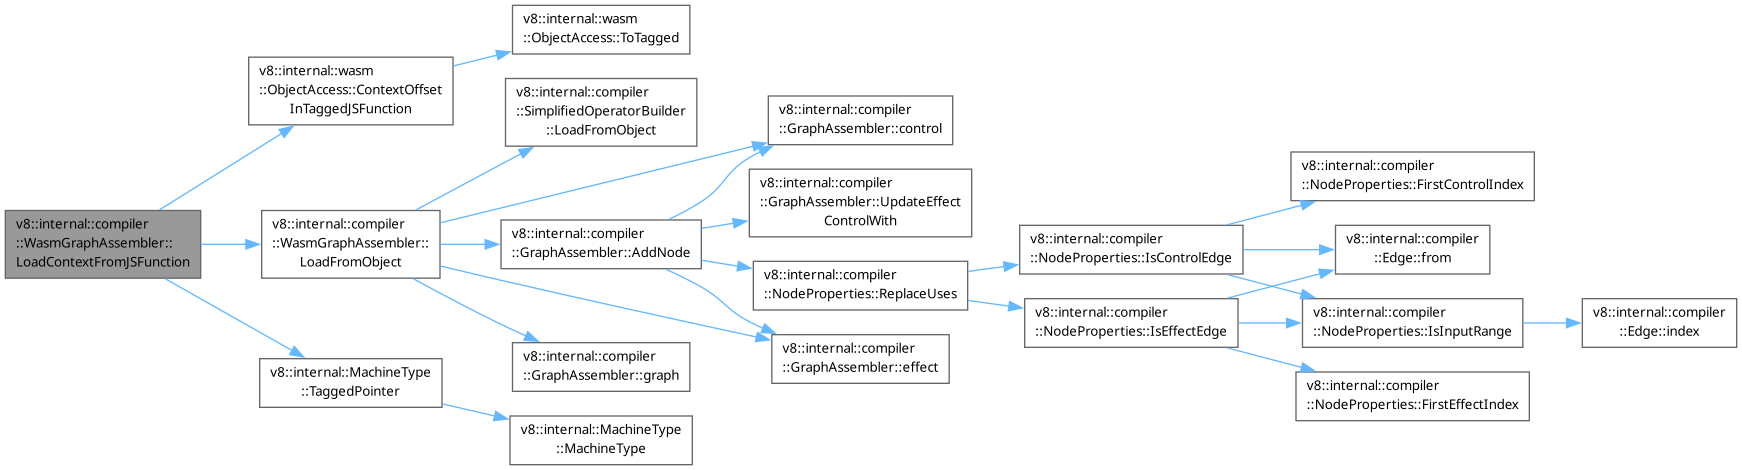 v8::internal::compiler
::WasmGraphAssembler::
LoadContextFromJSFunction
v8::internal::wasm
::ObjectAccess::ContextOffset
InTaggedJSFunction
v8::internal::wasm
::ObjectAccess::ToTagged
v8::internal::compiler
::WasmGraphAssembler::
LoadFromObject
v8::internal::compiler
::SimplifiedOperatorBuilder
::LoadFromObject
v8::internal::compiler
::GraphAssembler::control
v8::internal::compiler
::GraphAssembler::AddNode
v8::internal::compiler
::GraphAssembler::UpdateEffect
ControlWith
v8::internal::compiler
::NodeProperties::ReplaceUses
v8::internal::compiler
::NodeProperties::IsControlEdge
v8::internal::compiler
::NodeProperties::FirstControlIndex
v8::internal::compiler
::Edge::from
v8::internal::compiler
::NodeProperties::IsInputRange
v8::internal::compiler
::Edge::index
v8::internal::compiler
::NodeProperties::IsEffectEdge
v8::internal::compiler
::NodeProperties::FirstEffectIndex
v8::internal::compiler
::GraphAssembler::effect
v8::internal::compiler
::GraphAssembler::graph
v8::internal::MachineType
::TaggedPointer
v8::internal::MachineType
::MachineType